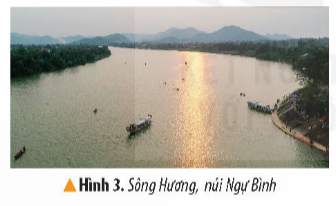 ▲ Hình 3. Sông Hương, núi Ngự Bình